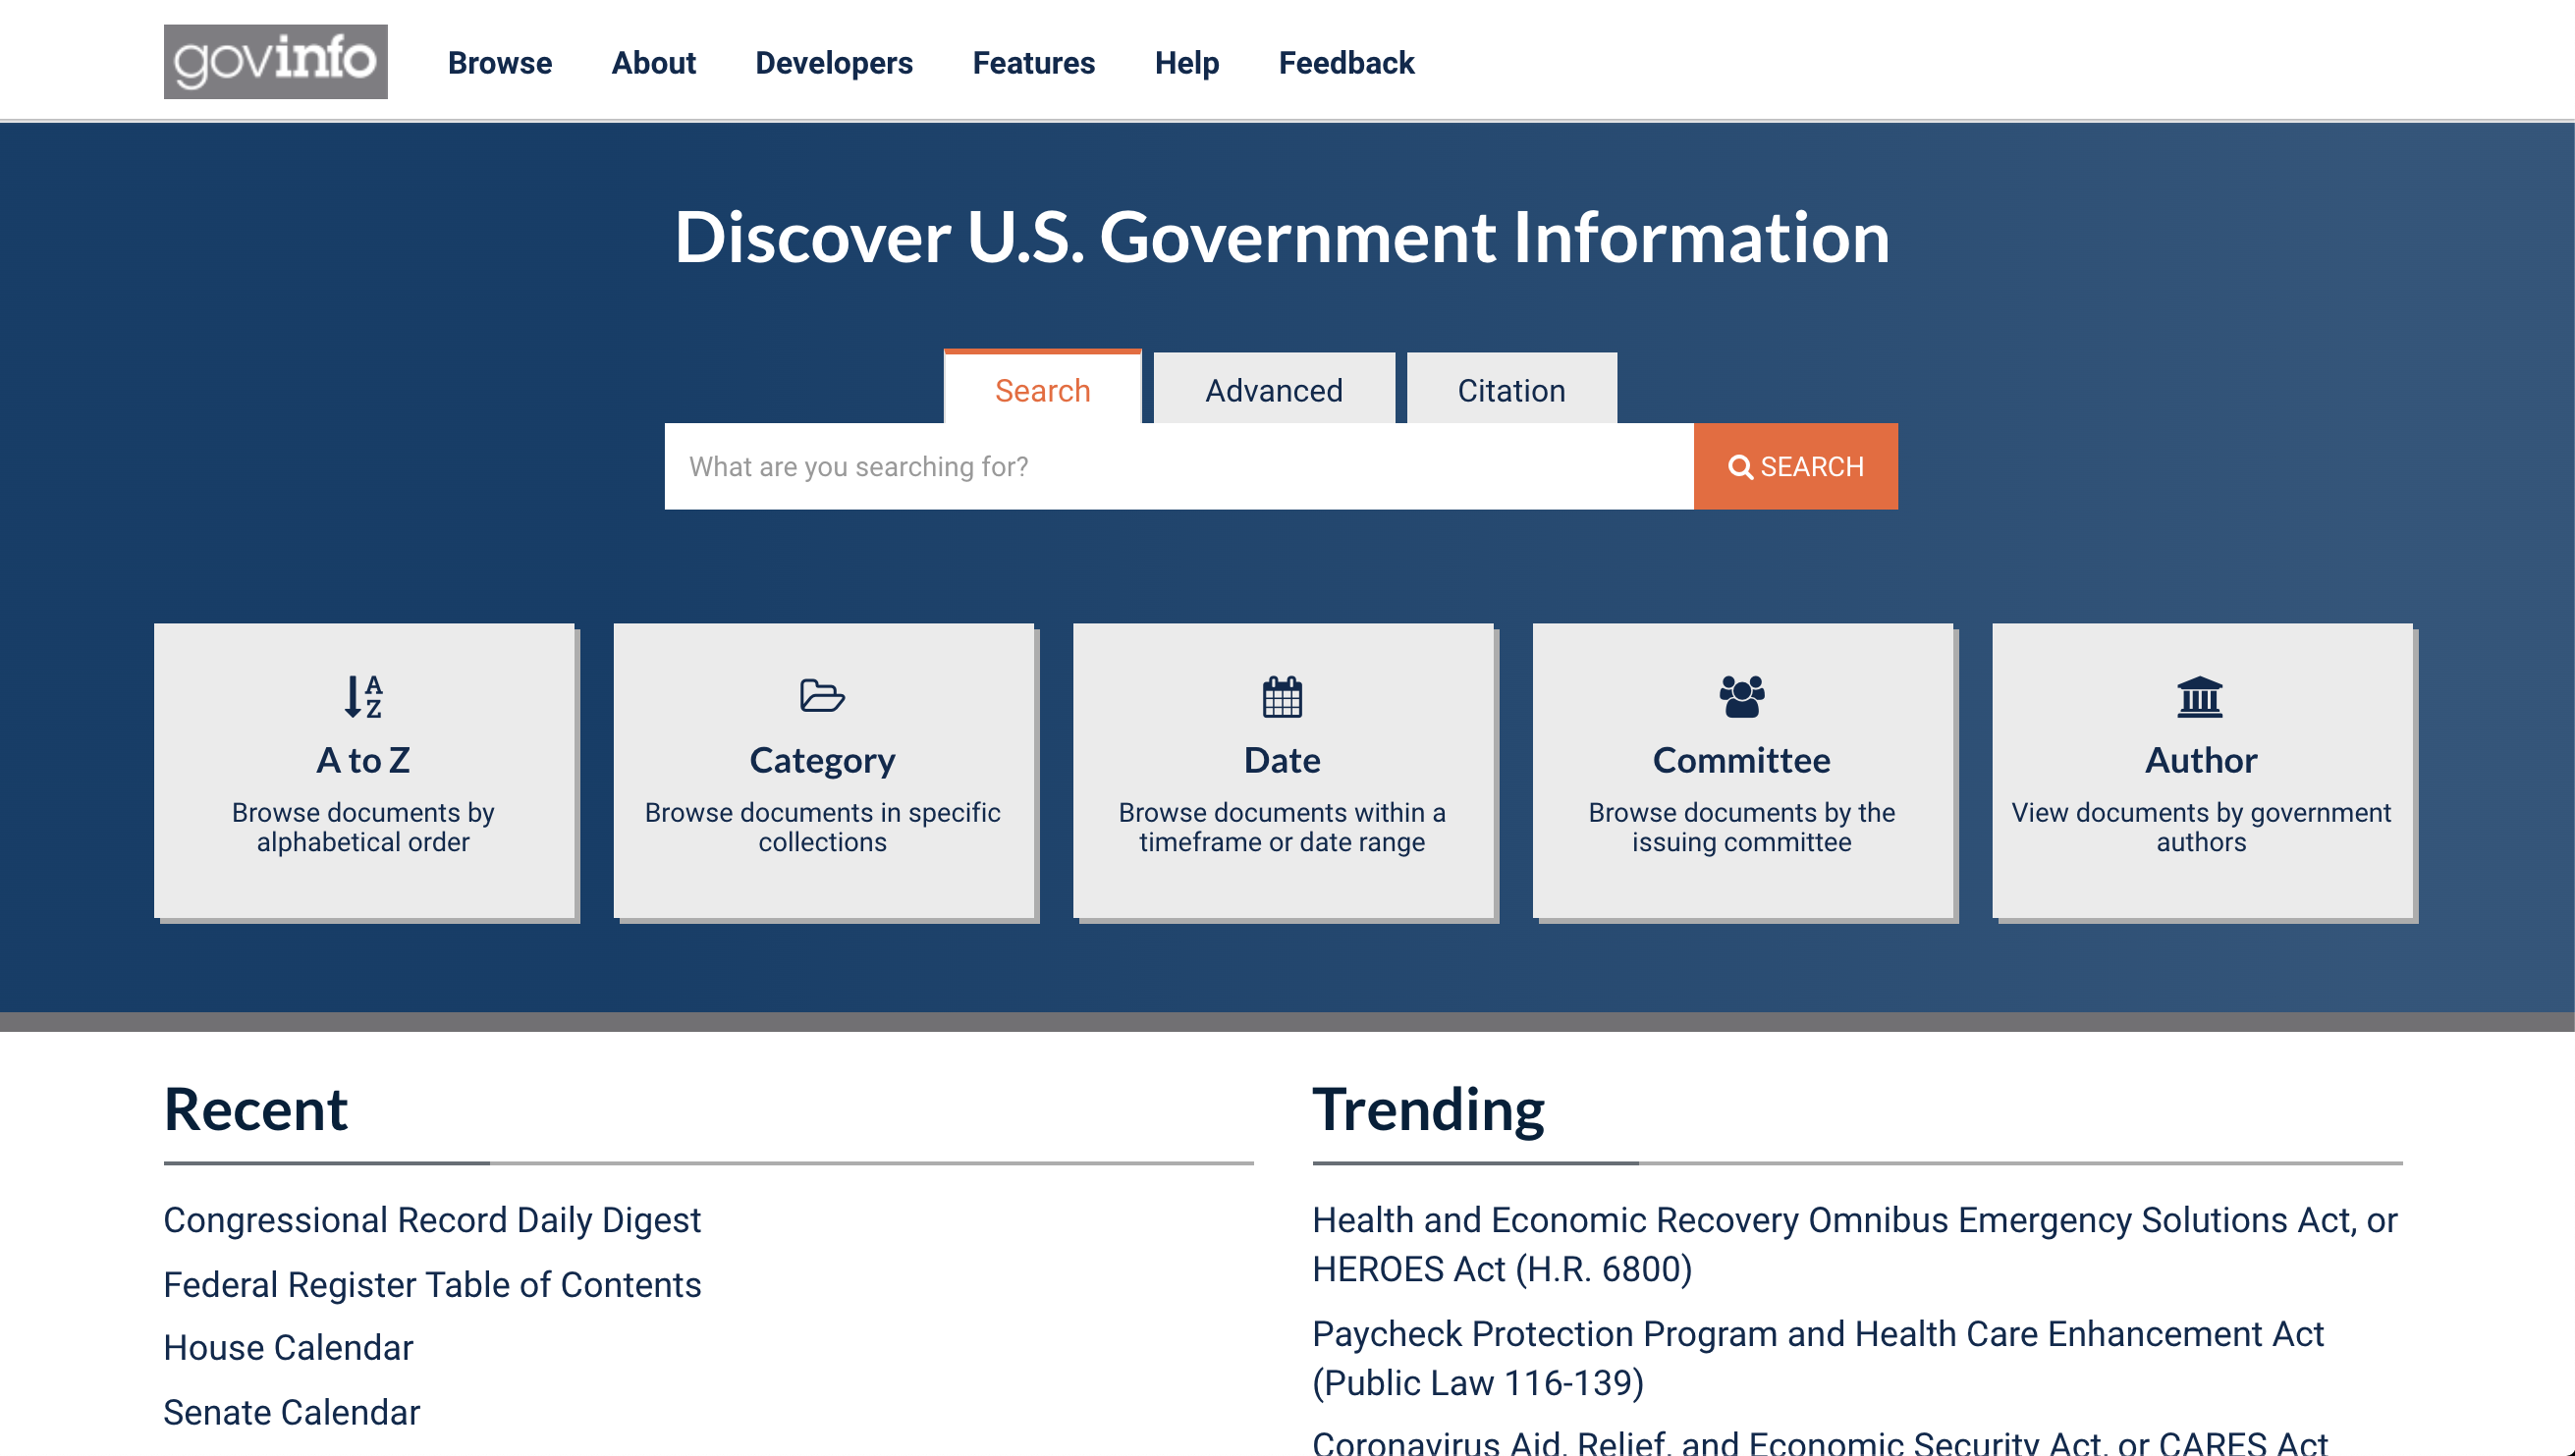 govinfo
Browse
About
Developers
Features
Help
Feedback
Discover U.S. Government Information
Search
Advanced
Citation
What are you searching for?
SEARCH
A
Z
A to Z
Browse documents by
alphabetical order
Category
Browse documents in specific
collections
Date
Browse documents within a
timeframe or date range
Committee
Browse documents by the
issuing committee
Author
View documents by government
authors
Recent
Congressional Record Daily Digest
Federal Register Table of Contents
House Calendar
Senate Calendar
Trending
Health and Economic Recovery Omnibus Emergency Solutions Act, or
HEROES Act (H.R. 6800)
Paycheck Protection Program and Health Care Enhancement Act
(Public Law 116-139)
Coronavirus Aid, Relief, and Economic Security Act, or CARES Act